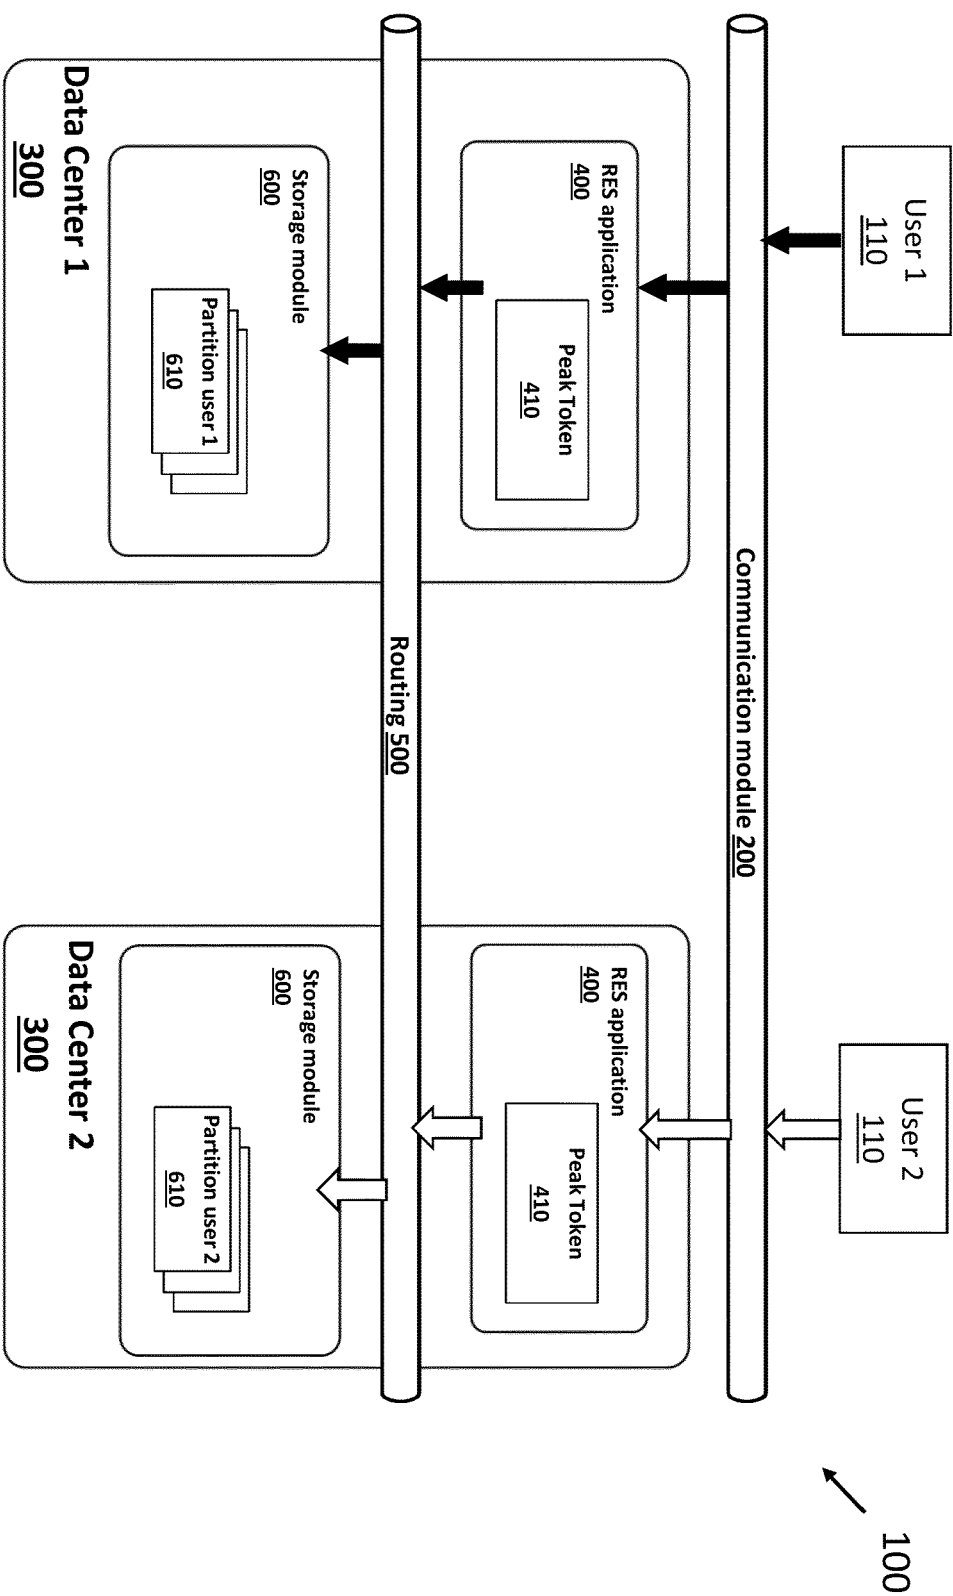 100
User 1
110
User 2
110
Communication module 200
RES application
400
Peak Token
410
RES application
400
Peak Token
410
Routing 500
Storage module
600
Partition user 1
610
Storage module
600
Partition user 2
610
Data Center 1
300
Data Center 2
300